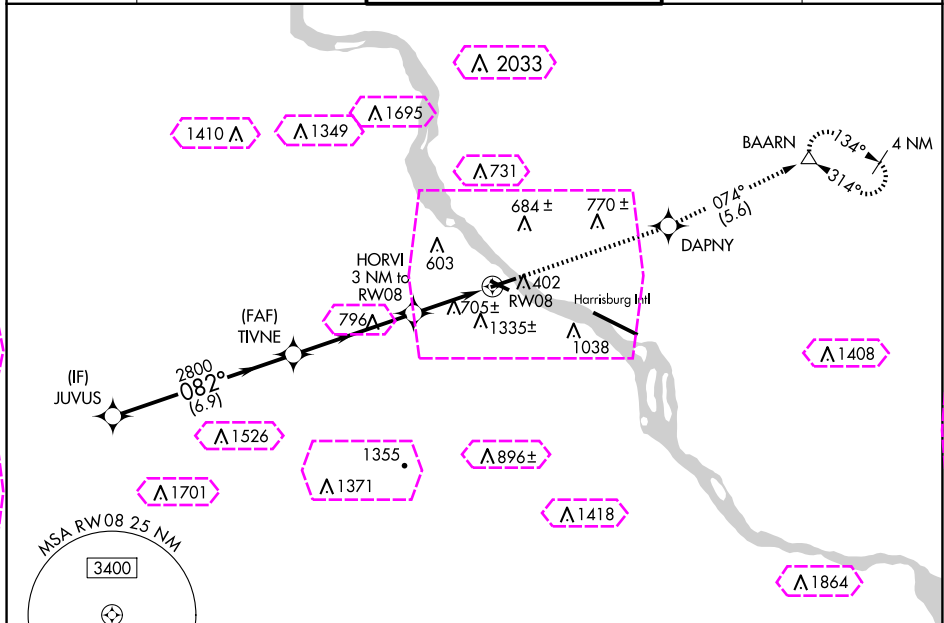 2033
1695
1410
1349
BAARN
134°
4 NM
314°
731
684 ±
770 ±
074°
(5.6)
DAPNY
603
HORVI
3 NM to
RW08
402
RW08
Harrisburg Intl
705±
796
1335±
1038
(FAF)
TIVNE
2800
082°
(6.9)
(IF)
JUVUS
1408
1526
1355
1371
896±
1701
1418
MSA RW08 25 NM
3400
1864